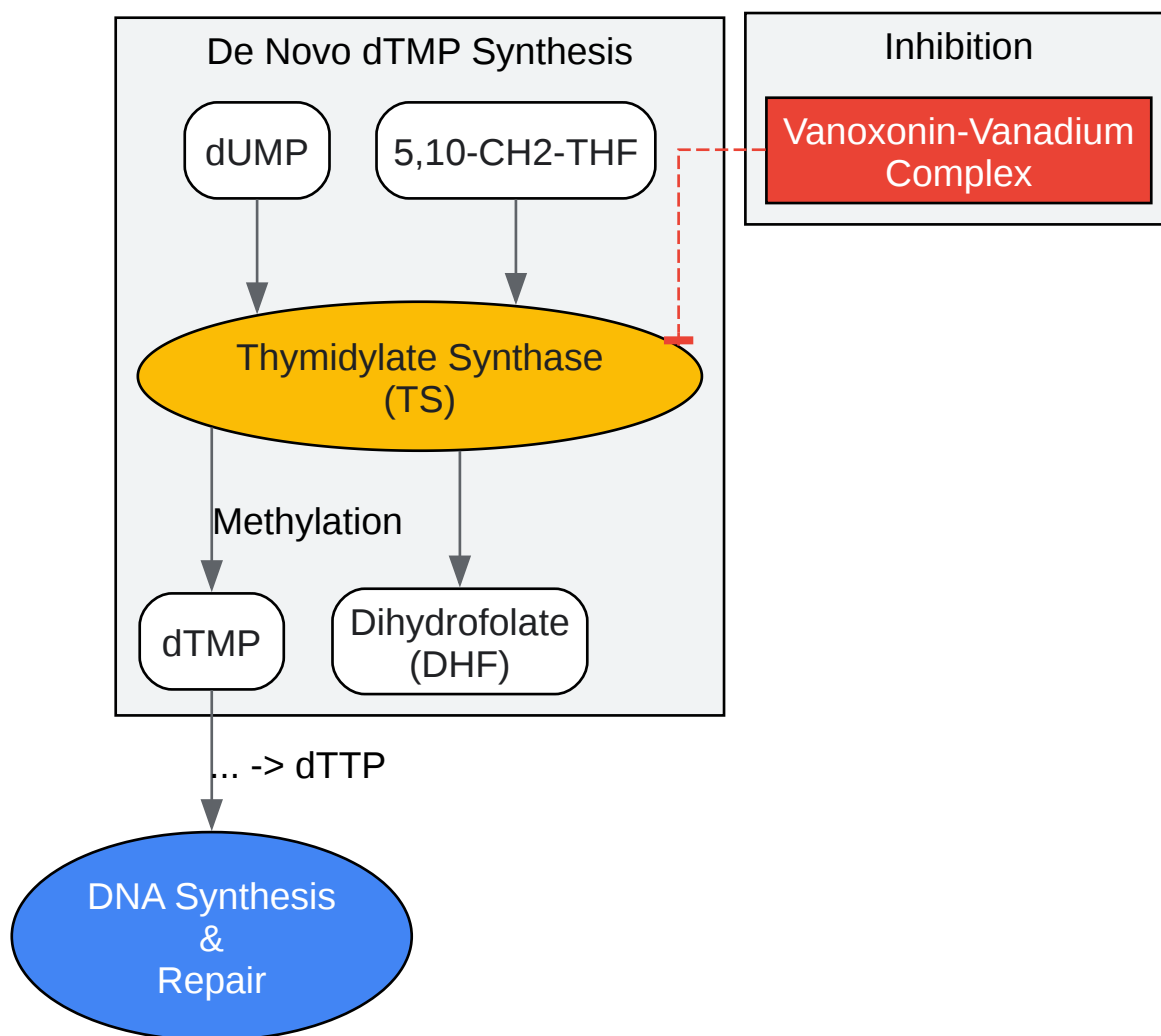 De Novo dTMP Synthesis
Inhibition
dUMP
5,10-CH2-THF
Vanoxonin-Vanadium
Complex
Thymidylate Synthase
(TS)
Methylation
dTMP
Dihydrofolate
(DHF)
... -> dTTP
DNA Synthesis
&
Repair